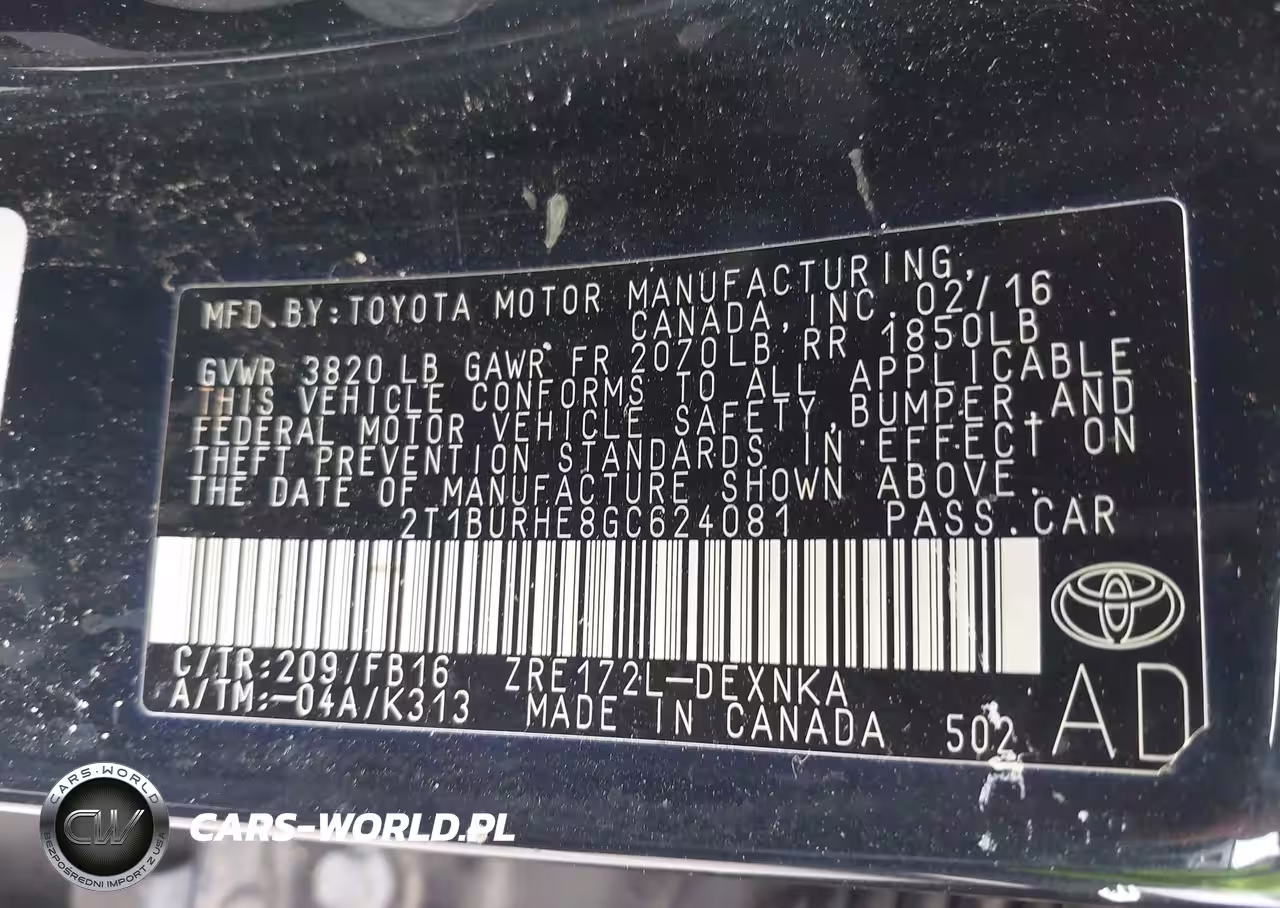 MFD.BY:TOYOTA MOTOR MANUFACTURING,
CANADA,INC.02/16
GVWR 3820 LB GAWR FR 2070LB RR 1850LB
THIS VEHICLE CONFORMS TO ALL APPLICABLE
FEDERAL MOTOR VEHICLE SAFETY,BUMPER,AND
THEFT PREVENTION STANDARDS IN EFFECT ON
THE DATE OF MANUFACTURE SHOWN ABOVE.
2T1BURHE8GC624081 PASS.CAR
C/TR:209/FB16 ZRE172L-DEXNKA
A/TM:-04A/K313 MADE IN CANADA 502
AD
CARS-WORLD
CW
BEZPOŚREDNI IMPORT Z USA
CARS-WORLD.PL